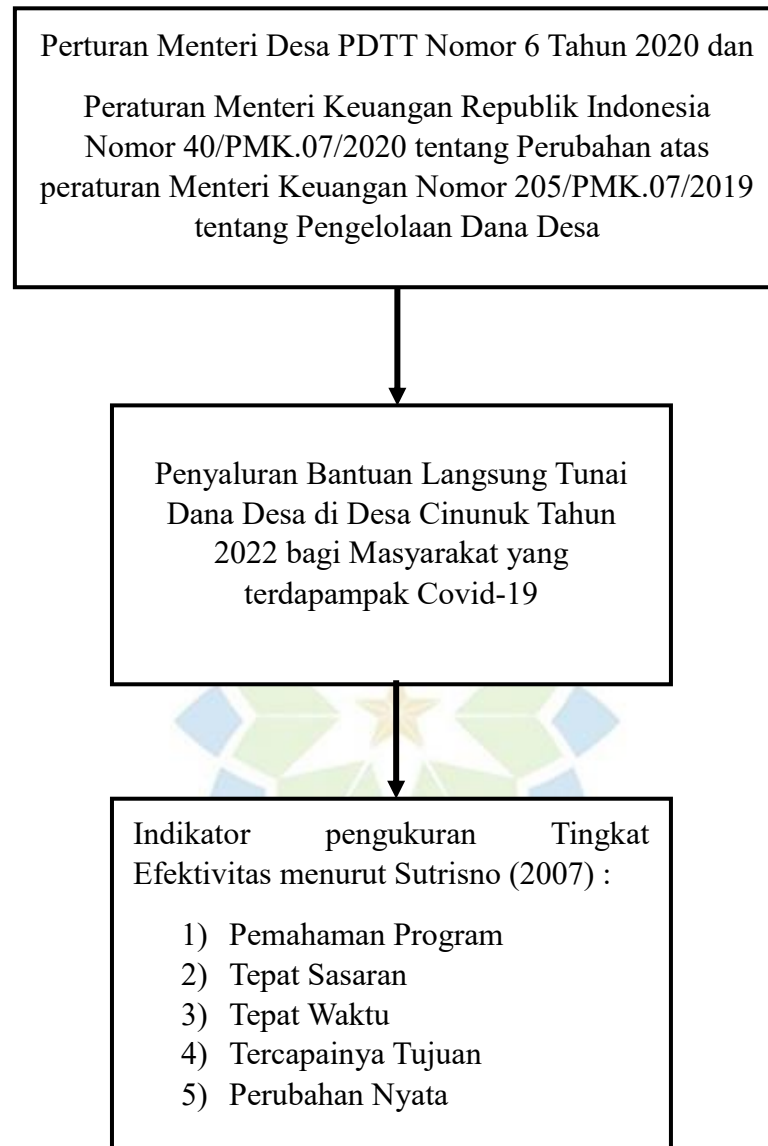 Perturan Menteri Desa PDTT Nomor 6 Tahun 2020 dan
Peraturan Menteri Keuangan Republik Indonesia
Nomor 40/PMK.07/2020 tentang Perubahan atas
peraturan Menteri Keuangan Nomor 205/PMK.07/2019
tentang Pengelolaan Dana Desa
Penyaluran Bantuan Langsung Tunai
Dana Desa di Desa Cinunuk Tahun
2022 bagi Masyarakat yang
terdapampak Covid-19
Indikator pengukuran Tingkat
Efektivitas menurut Sutrisno (2007) :
1) Pemahaman Program
2) Tepat Sasaran
3) Tepat Waktu
4) Tercapainya Tujuan
5) Perubahan Nyata